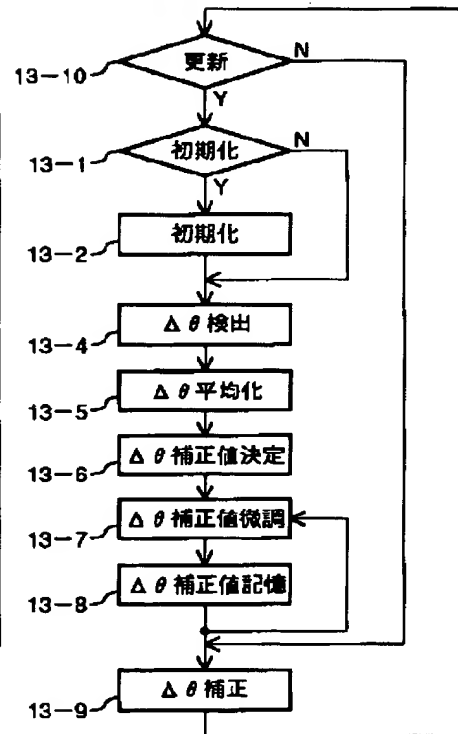 更新
N
13-10
Y
初期化
N
13-1
Y
初期化
13-2
Δθ検出
13-4
Δθ平均化
13-5
Δθ補正値決定
13-6
Δθ補正値微調
13-7
Δθ補正値記憶
13-8
Δθ補正
13-9